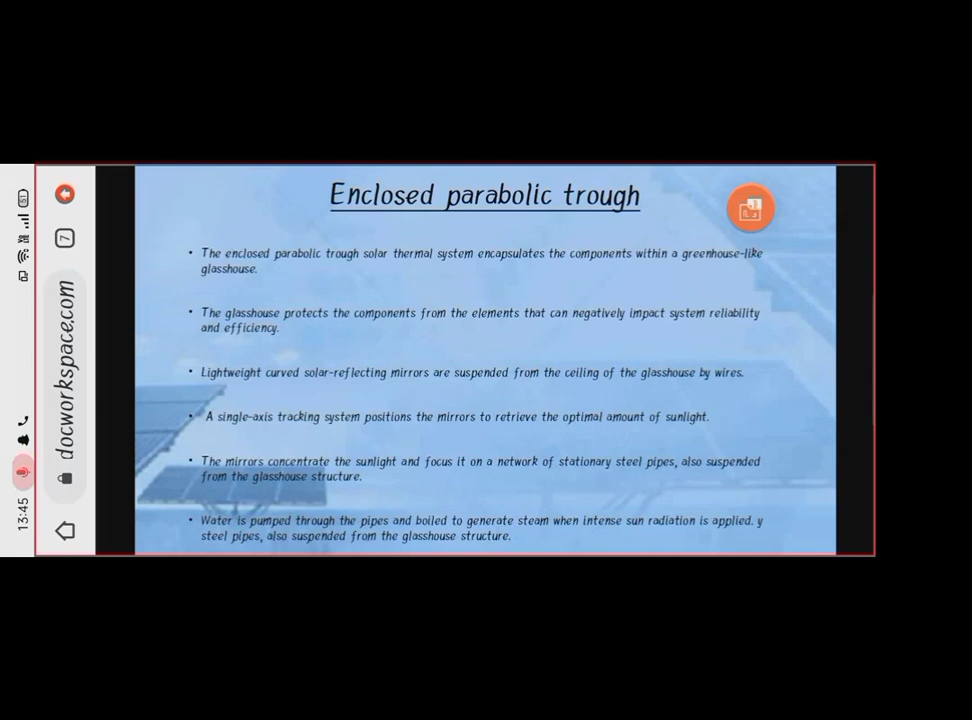 Enclosed parabolic trough
• The enclosed parabolic trough solar thermal system encapsulates the components within a greenhouse-like
glasshouse.
• The glasshouse protects the components from the elements that can negatively impact system reliability
and efficiency.
• Lightweight curved solar-reflecting mirrors are suspended from the ceiling of the glasshouse by wires.
• A single-axis tracking system positions the mirrors to retrieve the optimal amount of sunlight.
• The mirrors concentrate the sunlight and focus it on a network of stationary steel pipes, also suspended
from the glasshouse structure.
• Water is pumped through the pipes and boiled to generate steam when intense sun radiation is applied. y
steel pipes, also suspended from the glasshouse structure.
13:45
51
docworkspace.com
7